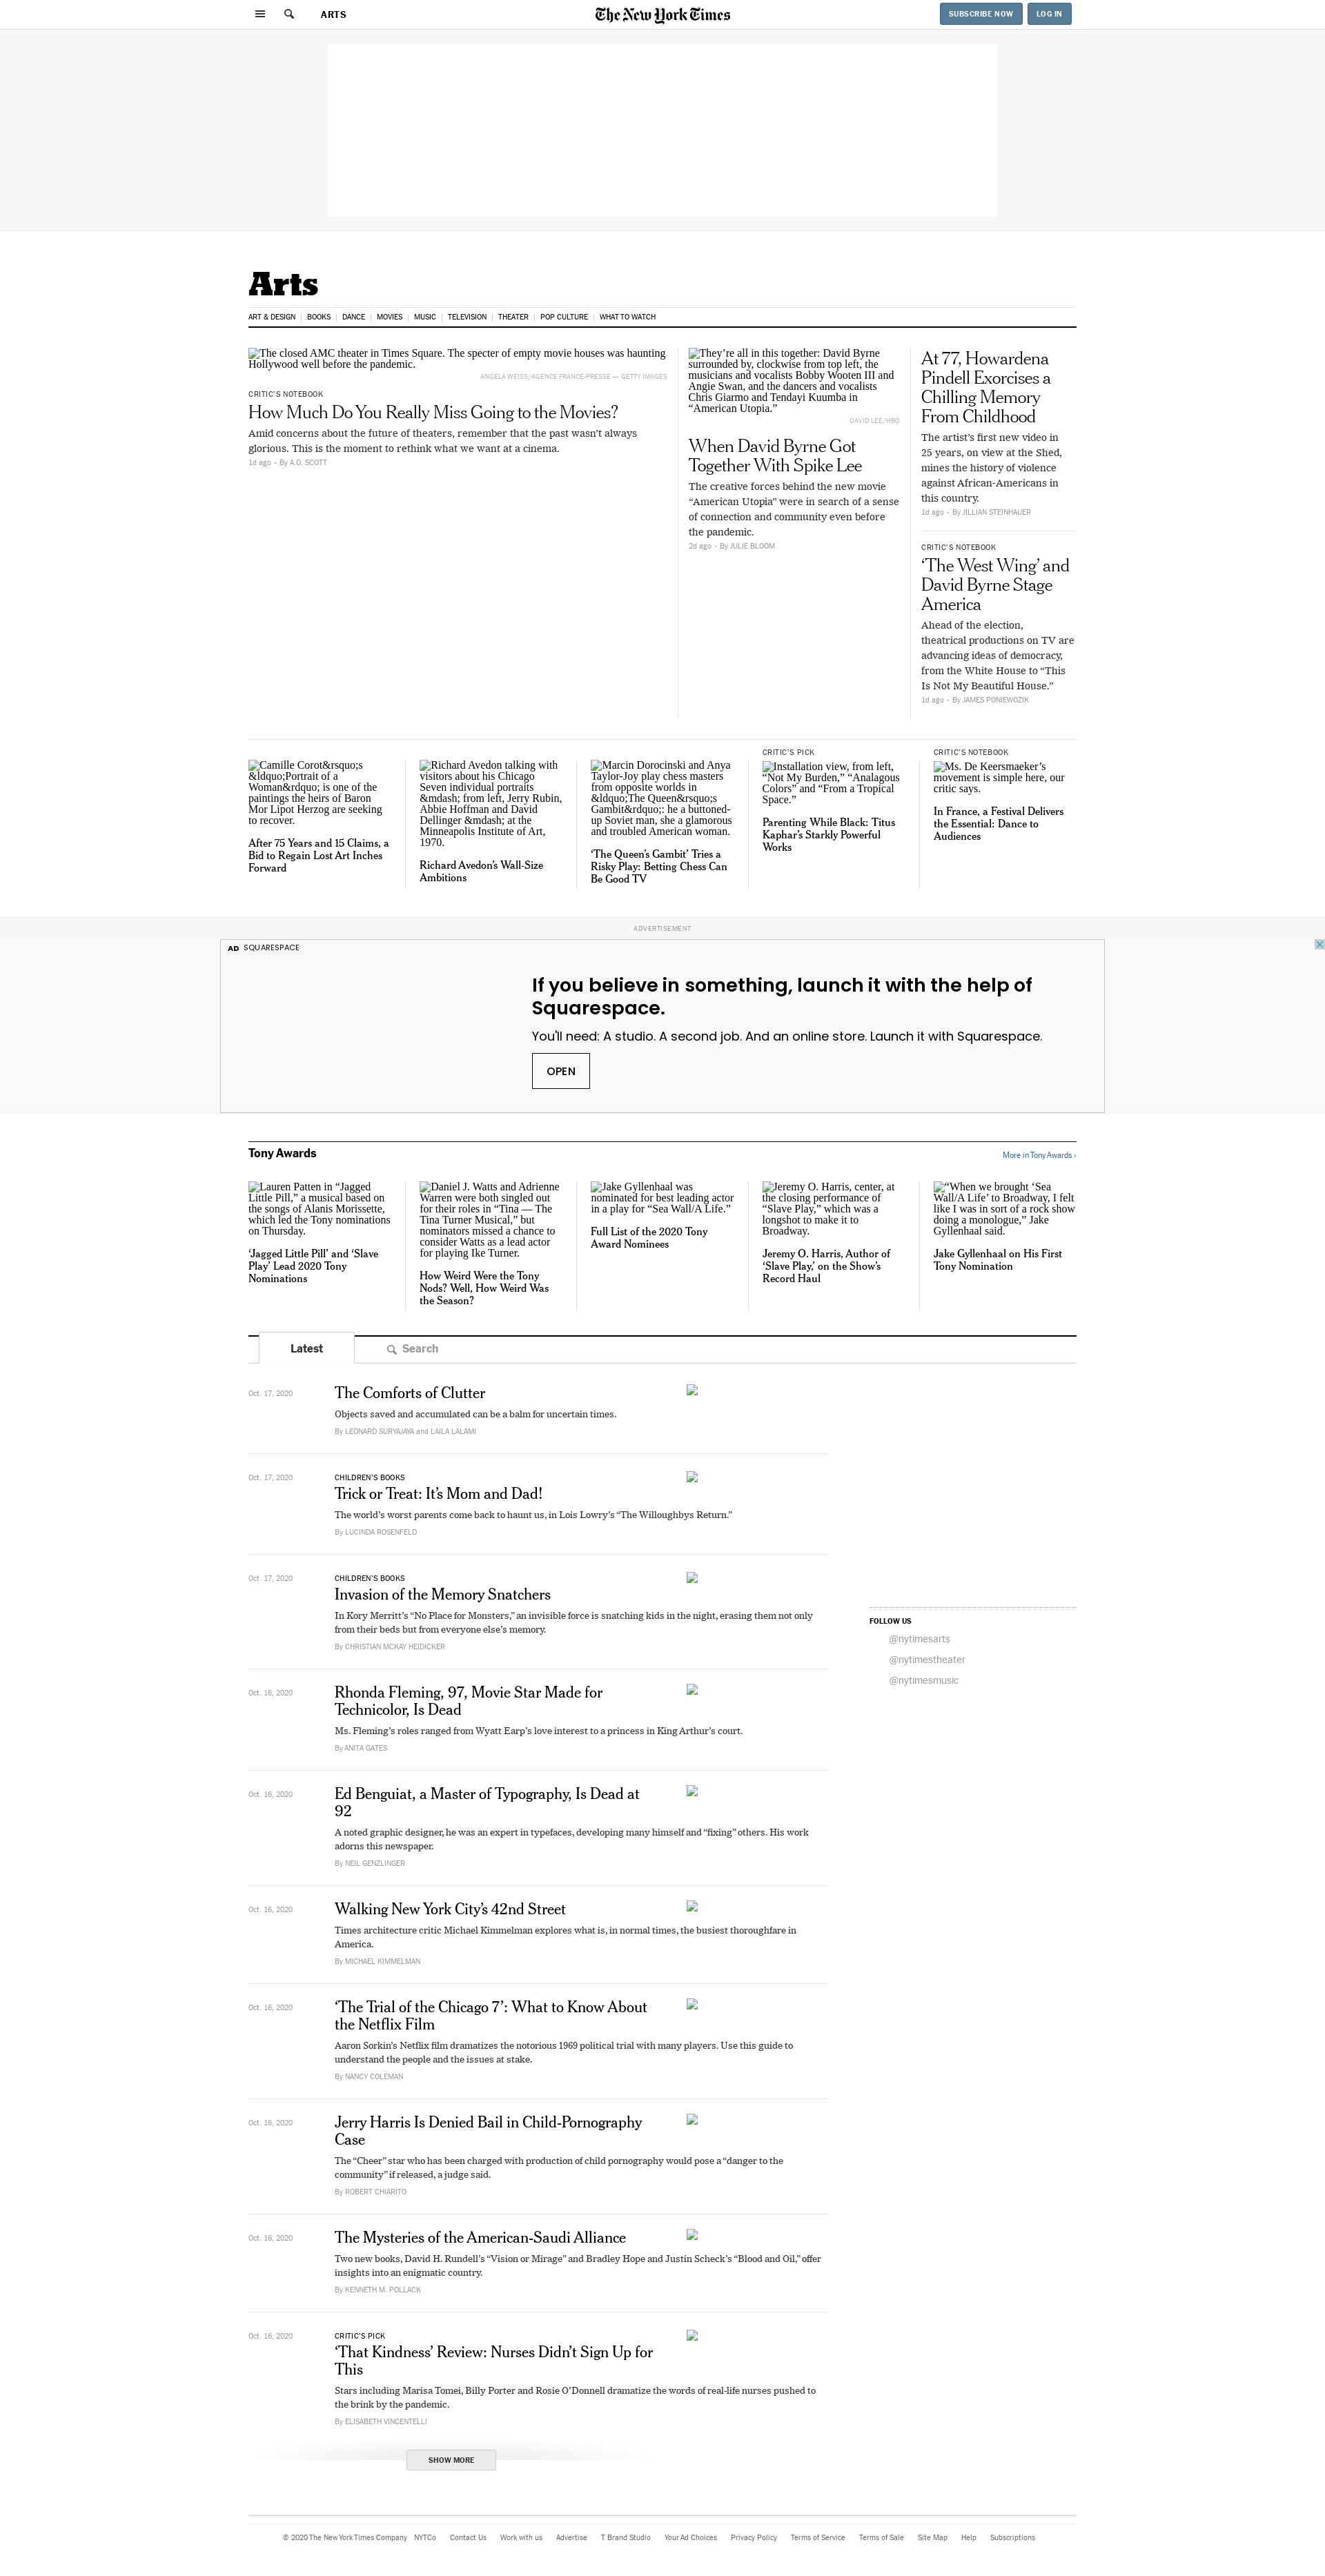 ARTS
The New York Times
SUBSCRIBE NOW
LOG IN
Arts
ART & DESIGN
BOOKS
DANCE
MOVIES
MUSIC
TELEVISION
THEATER
POP CULTURE
WHAT TO WATCH
The closed AMC theater in Times Square. The specter of empty movie houses was haunting
Hollywood well before the pandemic.
ANGELA WEISS/AGENCE FRANCE-PRESSE — GETTY IMAGES
CRITIC'S NOTEBOOK
How Much Do You Really Miss Going to the Movies?
Amid concerns about the future of theaters, remember that the past wasn't always
glorious. This is the moment to rethink what we want at a cinema.
1d ago • By A.O. SCOTT
They’re all in this together: David Byrne
surrounded by, clockwise from top left, the
musicians and vocalists Bobby Wooten III and
Angie Swan, and the dancers and vocalists
Chris Giarmo and Tendayi Kuumba in
“American Utopia.”
DAVID LEE/HBO
When David Byrne Got
Together With Spike Lee
The creative forces behind the new movie
“American Utopia” were in search of a sense
of connection and community even before
the pandemic.
2d ago • By JULIE BLOOM
At 77, Howardena
Pindell Exorcises a
Chilling Memory
From Childhood
The artist’s first new video in
25 years, on view at the Shed,
mines the history of violence
against African-Americans in
this country.
1d ago • By JILLIAN STEINHAUER
CRITIC’S NOTEBOOK
‘The West Wing’ and
David Byrne Stage
America
Ahead of the election,
theatrical productions on TV are
advancing ideas of democracy,
from the White House to “This
Is Not My Beautiful House.”
1d ago • By JAMES PONIEWOZIK
Camille Corot&rsquo;s
&ldquo;Portrait of a
Woman&rdquo; is one of the
paintings the heirs of Baron
Mor Lipot Herzog are seeking
to recover.
After 75 Years and 15 Claims, a
Bid to Regain Lost Art Inches
Forward
Richard Avedon talking with
visitors about his Chicago
Seven individual portraits
&mdash; from left, Jerry Rubin,
Abbie Hoffman and David
Dellinger &mdash; at the
Minneapolis Institute of Art,
1970.
Richard Avedon’s Wall-Size
Ambitions
Marcin Dorocinski and Anya
Taylor-Joy play chess masters
from opposite worlds in
&ldquo;The Queen&rsquo;s
Gambit&rdquo;: he a buttoned-
up Soviet man, she a glamorous
and troubled American woman.
‘The Queen’s Gambit’ Tries a
Risky Play: Betting Chess Can
Be Good TV
CRITIC’S PICK
Installation view, from left,
“Not My Burden,” “Analagous
Colors” and “From a Tropical
Space.”
Parenting While Black: Titus
Kaphar’s Starkly Powerful
Works
CRITIC’S NOTEBOOK
Ms. De Keersmaeker’s
movement is simple here, our
critic says.
In France, a Festival Delivers
the Essential: Dance to
Audiences
ADVERTISEMENT
AD SQUARESPACE
If you believe in something, launch it with the help of
Squarespace.
You'll need: A studio. A second job. And an online store. Launch it with Squarespace.
OPEN
Tony Awards
More in Tony Awards ›
Lauren Patten in “Jagged
Little Pill,” a musical based on
the songs of Alanis Morissette,
which led the Tony nominations
on Thursday.
‘Jagged Little Pill’ and ‘Slave
Play’ Lead 2020 Tony
Nominations
Daniel J. Watts and Adrienne
Warren were both singled out
for their roles in “Tina — The
Tina Turner Musical,” but
nominators missed a chance to
consider Watts as a lead actor
for playing Ike Turner.
How Weird Were the Tony
Nods? Well, How Weird Was
the Season?
Jake Gyllenhaal was
nominated for best leading actor
in a play for “Sea Wall/A Life.”
Full List of the 2020 Tony
Award Nominees
Jeremy O. Harris, center, at
the closing performance of
“Slave Play,” which was a
longshot to make it to
Broadway.
Jeremy O. Harris, Author of
‘Slave Play,’ on the Show’s
Record Haul
“When we brought ‘Sea
Wall/A Life’ to Broadway, I felt
like I was in sort of a rock show
doing a monologue,” Jake
Gyllenhaal said.
Jake Gyllenhaal on His First
Tony Nomination
Latest
Search
Oct. 17, 2020
The Comforts of Clutter
Objects saved and accumulated can be a balm for uncertain times.
By LEONARD SURYAJAYA and LAILA LALAMI
Oct. 17, 2020
CHILDREN’S BOOKS
Trick or Treat: It’s Mom and Dad!
The world’s worst parents come back to haunt us, in Lois Lowry’s “The Willoughbys Return.”
By LUCINDA ROSENFELD
Oct. 17, 2020
CHILDREN’S BOOKS
Invasion of the Memory Snatchers
In Kory Merritt’s “No Place for Monsters,” an invisible force is snatching kids in the night, erasing them not only
from their beds but from everyone else’s memory.
By CHRISTIAN MCKAY HEIDICKER
FOLLOW US
@nytimesarts
@nytimestheater
@nytimesmusic
Oct. 16, 2020
Rhonda Fleming, 97, Movie Star Made for
Technicolor, Is Dead
Ms. Fleming’s roles ranged from Wyatt Earp’s love interest to a princess in King Arthur’s court.
By ANITA GATES
Oct. 16, 2020
Ed Benguiat, a Master of Typography, Is Dead at
92
A noted graphic designer, he was an expert in typefaces, developing many himself and “fixing” others. His work
adorns this newspaper.
By NEIL GENZLINGER
Oct. 16, 2020
Walking New York City’s 42nd Street
Times architecture critic Michael Kimmelman explores what is, in normal times, the busiest thoroughfare in
America.
By MICHAEL KIMMELMAN
Oct. 16, 2020
‘The Trial of the Chicago 7’: What to Know About
the Netflix Film
Aaron Sorkin’s Netflix film dramatizes the notorious 1969 political trial with many players. Use this guide to
understand the people and the issues at stake.
By NANCY COLEMAN
Oct. 16, 2020
Jerry Harris Is Denied Bail in Child-Pornography
Case
The “Cheer” star who has been charged with production of child pornography would pose a “danger to the
community” if released, a judge said.
By ROBERT CHIARITO
Oct. 16, 2020
The Mysteries of the American-Saudi Alliance
Two new books, David H. Rundell’s “Vision or Mirage” and Bradley Hope and Justin Scheck’s “Blood and Oil,” offer
insights into an enigmatic country.
By KENNETH M. POLLACK
Oct. 16, 2020
CRITIC’S PICK
‘That Kindness’ Review: Nurses Didn’t Sign Up for
This
Stars including Marisa Tomei, Billy Porter and Rosie O’Donnell dramatize the words of real-life nurses pushed to
the brink by the pandemic.
By ELISABETH VINCENTELLI
SHOW MORE
© 2020 The New York Times Company NYTCo Contact Us Work with us Advertise T Brand Studio Your Ad Choices Privacy Policy Terms of Service Terms of Sale Site Map Help Subscriptions